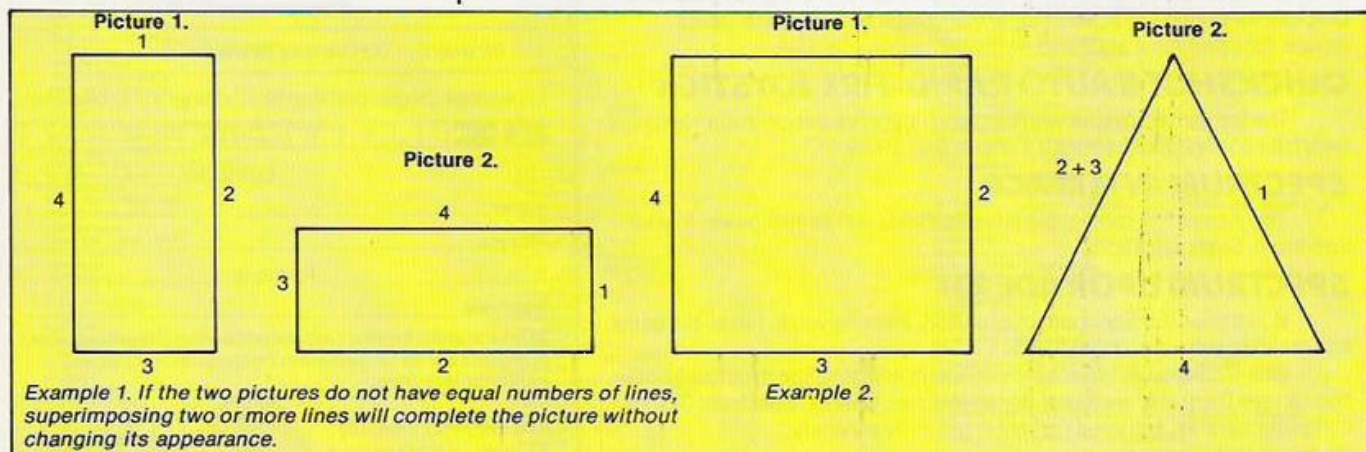 Picture 1.
1
4
2
3
Picture 2.
4
3
1
2
Example 1. If the two pictures do not have equal numbers of lines,
superimposing two or more lines will complete the picture without
changing its appearance.
Picture 1.
1
4
2
3
Example 2.
Picture 2.
2 + 3
1
4